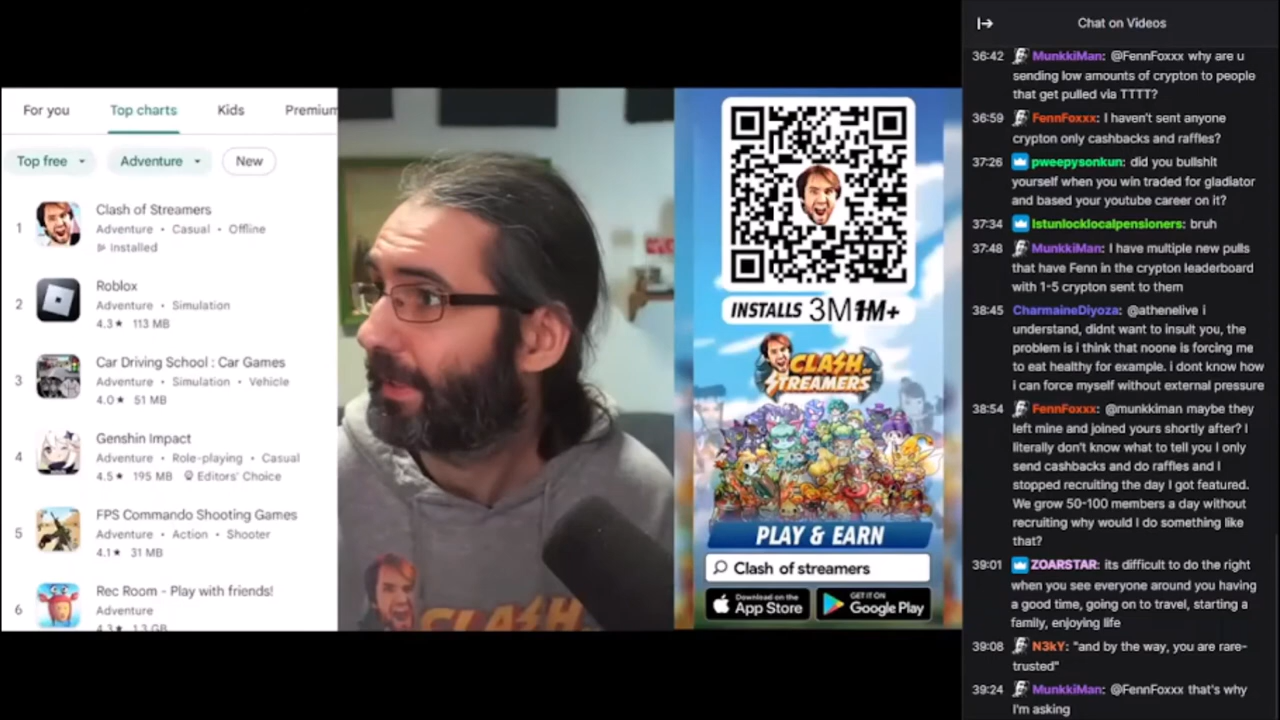 For you
Top charts
Kids
Premium
Top free
Adventure
New
1
Clash of Streamers
Adventure • Casual • Offline
Installed
2
Roblox
Adventure • Simulation
4.3★ 113 MB
3
Car Driving School : Car Games
Adventure • Simulation • Vehicle
4.0★ 51 MB
4
Genshin Impact
Adventure • Role-playing • Casual
4.5★ 195 MB Editors' Choice
5
FPS Commando Shooting Games
Adventure • Action • Shooter
4.1★ 31 MB
6
Rec Room - Play with friends!
Adventure
4.3★ 1.3 GB
CLASH
STREAMERS
INSTALLS 3M 1M+
CLASH OF
STREAMERS
PLAY & EARN
Clash of streamers
Download on the
App Store
GET IT ON
Google Play
Chat on Videos
36:42 MunkkiMan: @FennFoxxx why are u
sending low amounts of crypton to people
that get pulled via TTTT?
36:59 FennFoxxx: I haven't sent anyone
crypton only cashbacks and raffles?
37:26 pweepysonkun: did you bullshit
yourself when you win traded for gladiator
and based your youtube career on it?
37:34 Istunlocklocalpensioners: bruh
37:48 MunkkiMan: I have multiple new pulls
that have Fenn in the crypton leaderboard
with 1-5 crypton sent to them
38:45 CharmaineDiyoza: @athenelive i
understand, didnt want to insult you, the
problem is i think that noone is forcing me
to eat healthy for example. i dont know how
i can force myself without external pressure
38:54 FennFoxxx: @munkkiman maybe they
left mine and joined yours shortly after? I
literally don't know what to tell you I only
send cashbacks and do raffles and I
stopped recruiting the day I got featured.
We grow 50-100 members a day without
recruiting why would I do something like
that?
39:01 ZOARSTAR: its difficult to do the right
when you see everyone around you having
a good time, going on to travel, starting a
family, enjoying life
39:08 N3kY: "and by the way, you are rare-
trusted"
39:24 MunkkiMan: @FennFoxxx that's why
I'm asking